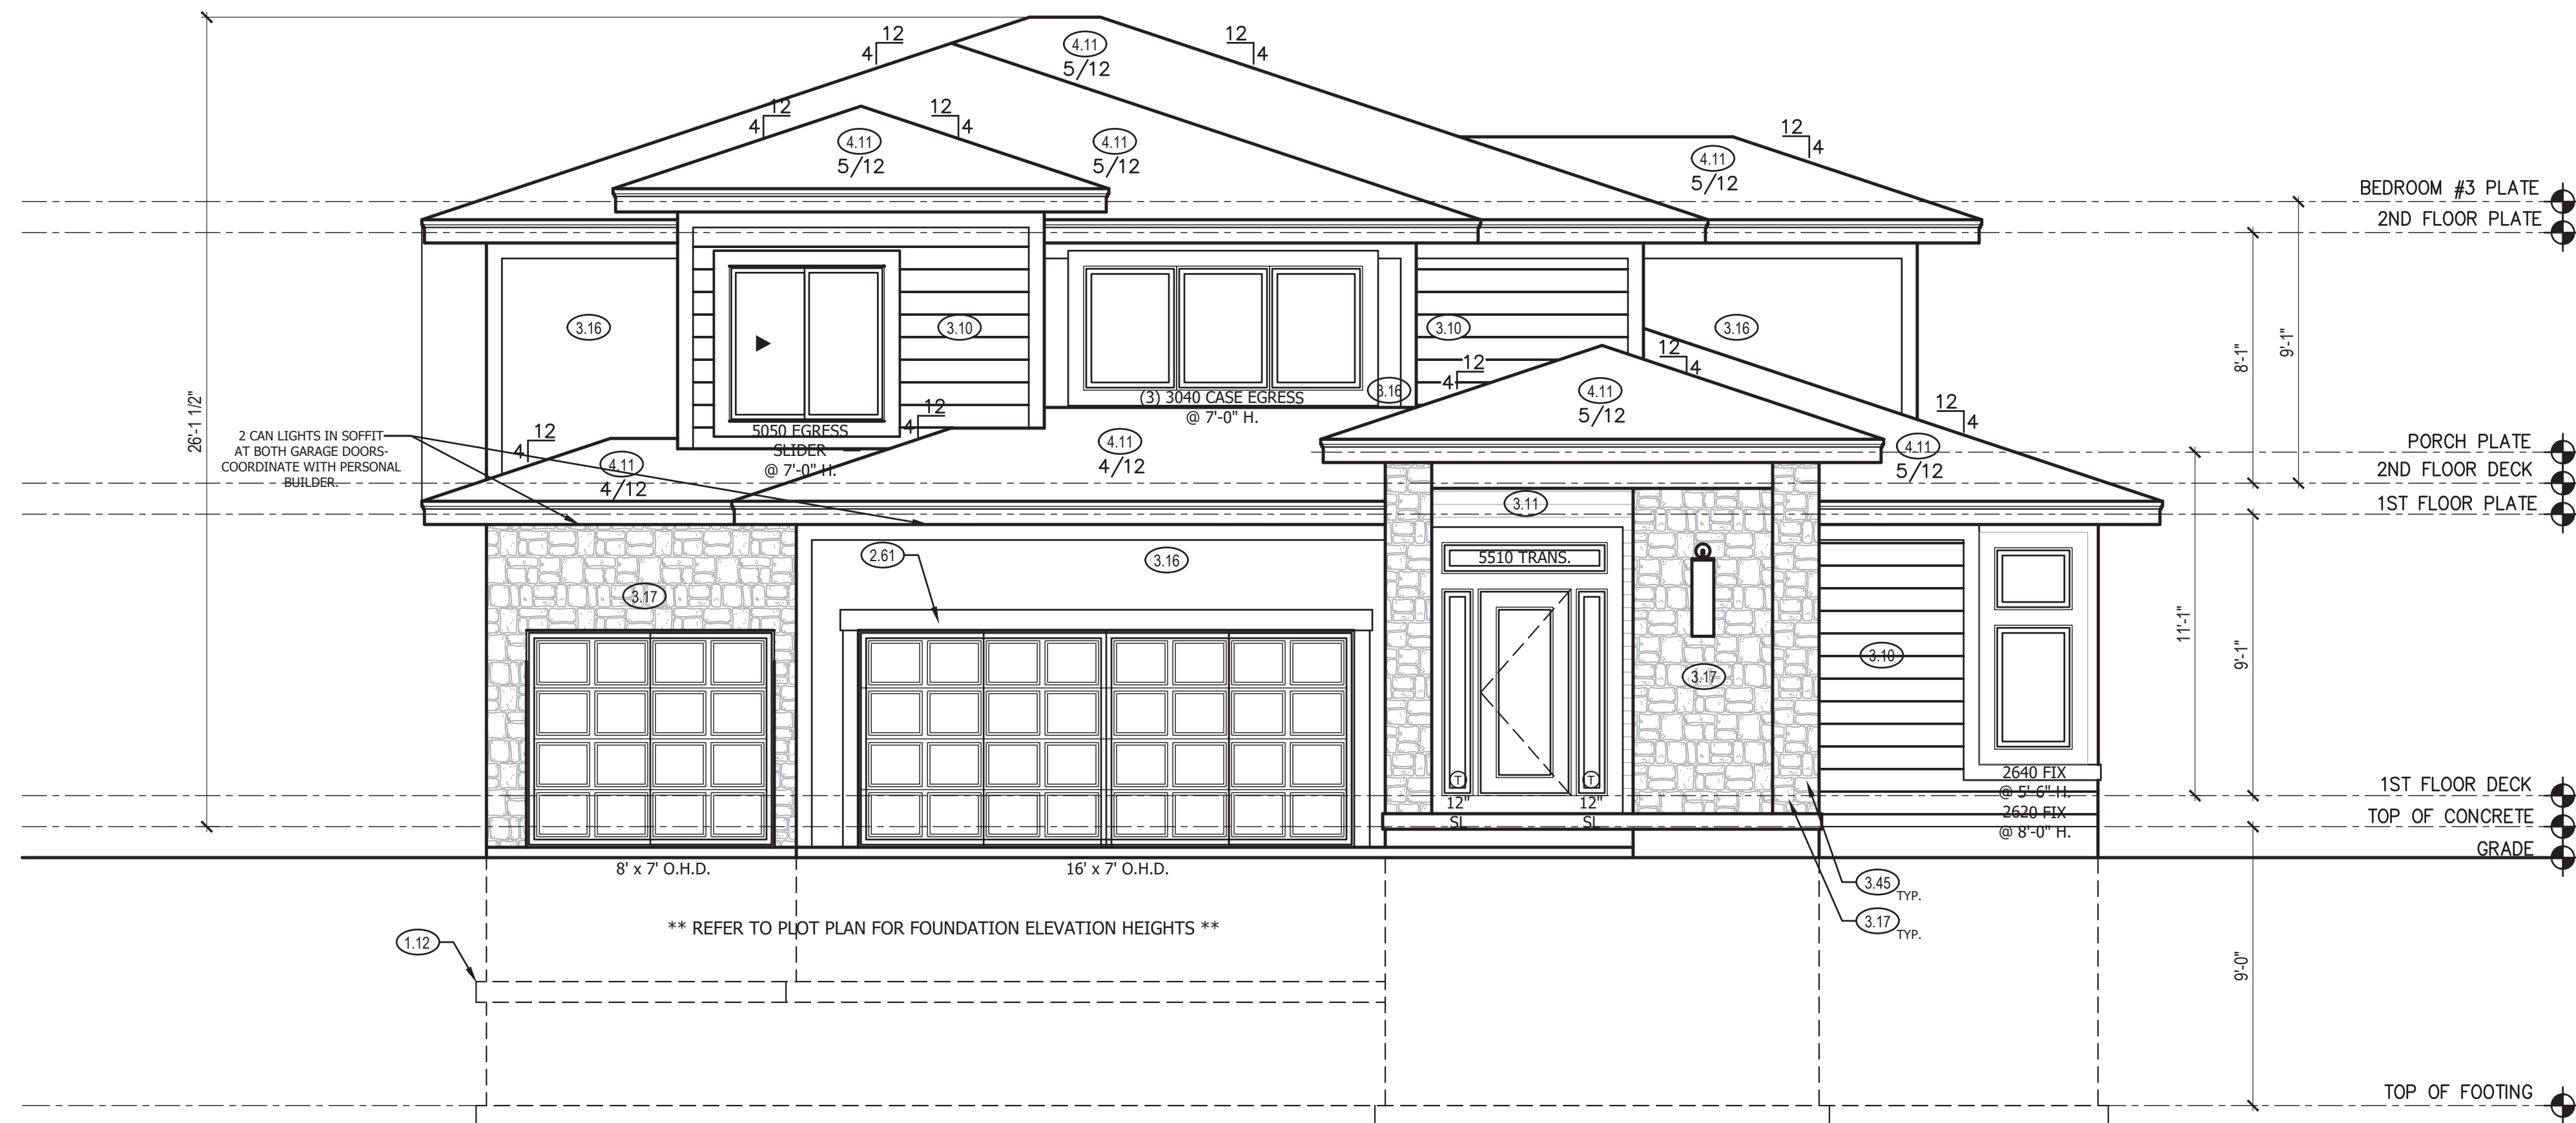 12
4
12
4
4.11
5/12
12
4
12
4
4.11
5/12
4.11
5/12
12
4
4.11
5/12
BEDROOM #3 PLATE
2ND FLOOR PLATE
3.16
3.10
3.10
3.16
8'-1"
9'-1"
26'-1 1/2"
(3) 3040 CASE EGRESS
@ 7'-0" H.
3.16
12
4
12
4
4.11
5/12
12
4
5050 EGRESS
SLIDER
@ 7'-0" H.
12
4
12
4
4.11
4/12
4.11
4/12
4.11
5/12
2 CAN LIGHTS IN SOFFIT
AT BOTH GARAGE DOORS-
COORDINATE WITH PERSONAL
BUILDER.
PORCH PLATE
2ND FLOOR DECK
1ST FLOOR PLATE
3.11
2.61
3.16
5510 TRANS.
3.17
3.17
3.10
11'-1"
9'-1"
T
T
12"
SL
12"
SL
2640 FIX
@ 5'-6" H.
2620 FIX
@ 8'-0" H.
1ST FLOOR DECK
TOP OF CONCRETE
GRADE
8' x 7' O.H.D.
16' x 7' O.H.D.
3.45
TYP.
3.17
TYP.
** REFER TO PLOT PLAN FOR FOUNDATION ELEVATION HEIGHTS **
1.12
9'-0"
TOP OF FOOTING